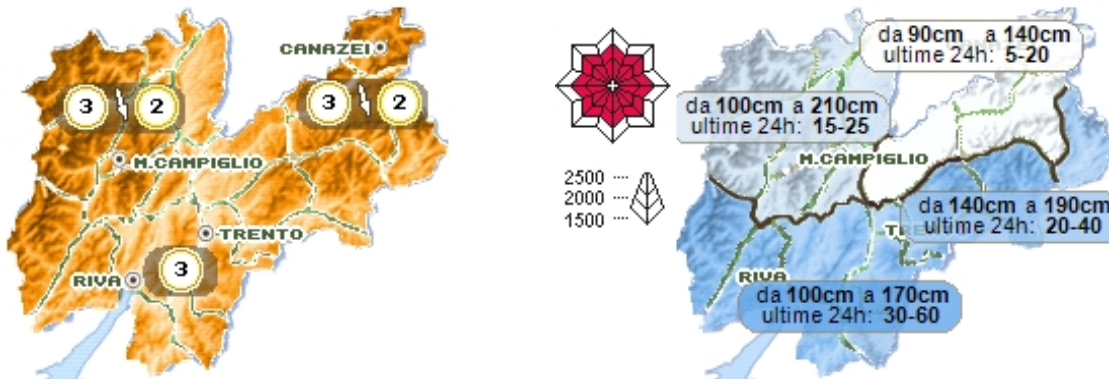 CANAZEI
3 2
3 2
M.CAMPIGLIO
TRENTO
RIVA
3
da 90cm a 140cm
ultime 24h: 5-20
da 100cm a 210cm
ultime 24h: 15-25
M.CAMPIGLIO
2500
2000
1500
da 140cm a 190cm
ultime 24h: 20-40
RIVA
da 100cm a 170cm
ultime 24h: 30-60